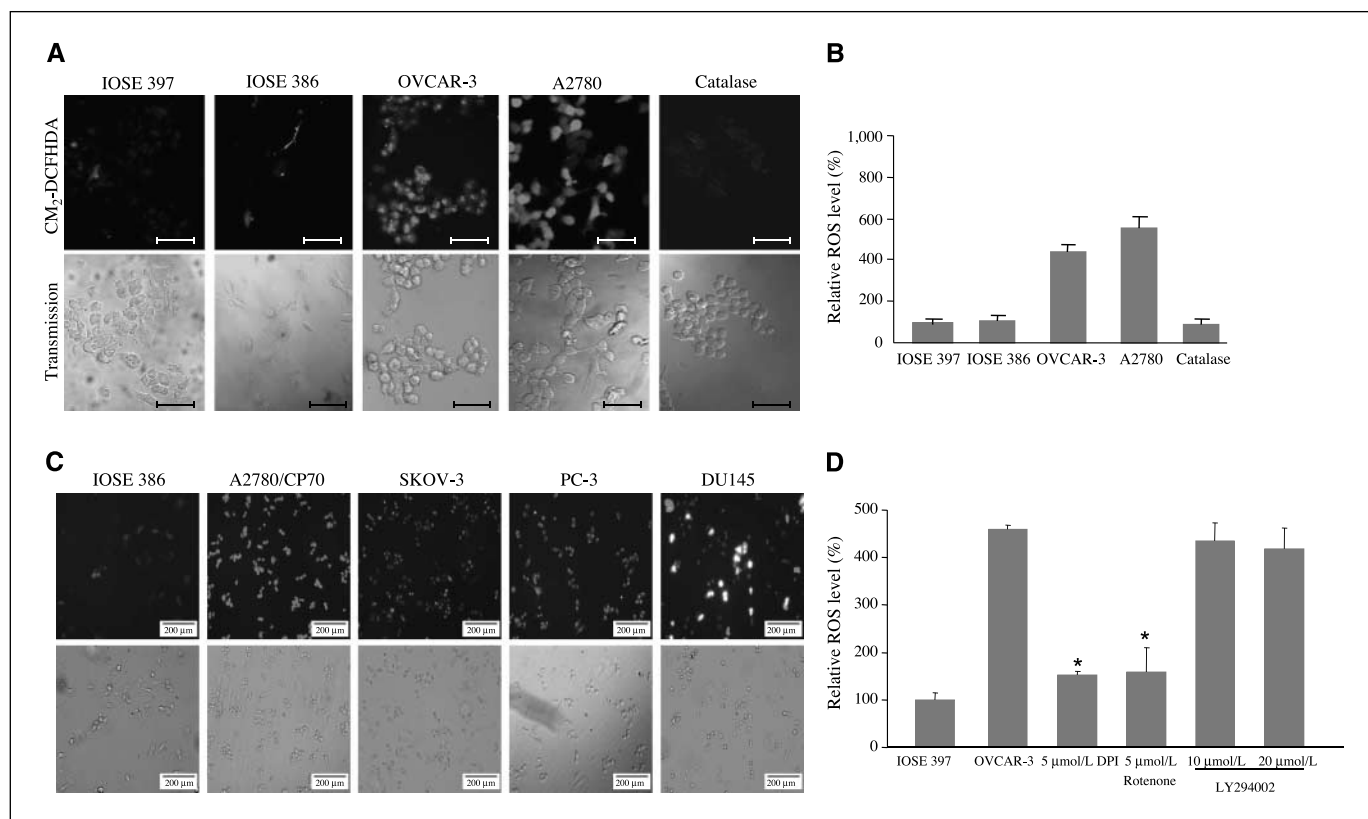 A
IOSE 397 IOSE 386 OVCAR-3 A2780 Catalase
CM₂-DCFHDA
Transmission
B
Relative ROS level (%)
1,000
800
600
400
200
0
IOSE 397 IOSE 386 OVCAR-3 A2780 Catalase
C
IOSE 386 A2780/CP70 SKOV-3 PC-3 DU145
200 µm 200 µm 200 µm 200 µm 200 µm
200 µm 200 µm 200 µm 200 µm 200 µm
D
Relative ROS level (%)
500
400
300
200
100
0
* *
IOSE 397 OVCAR-3 5 µmol/L DPI 5 µmol/L 10 µmol/L 20 µmol/L
Rotenone LY294002